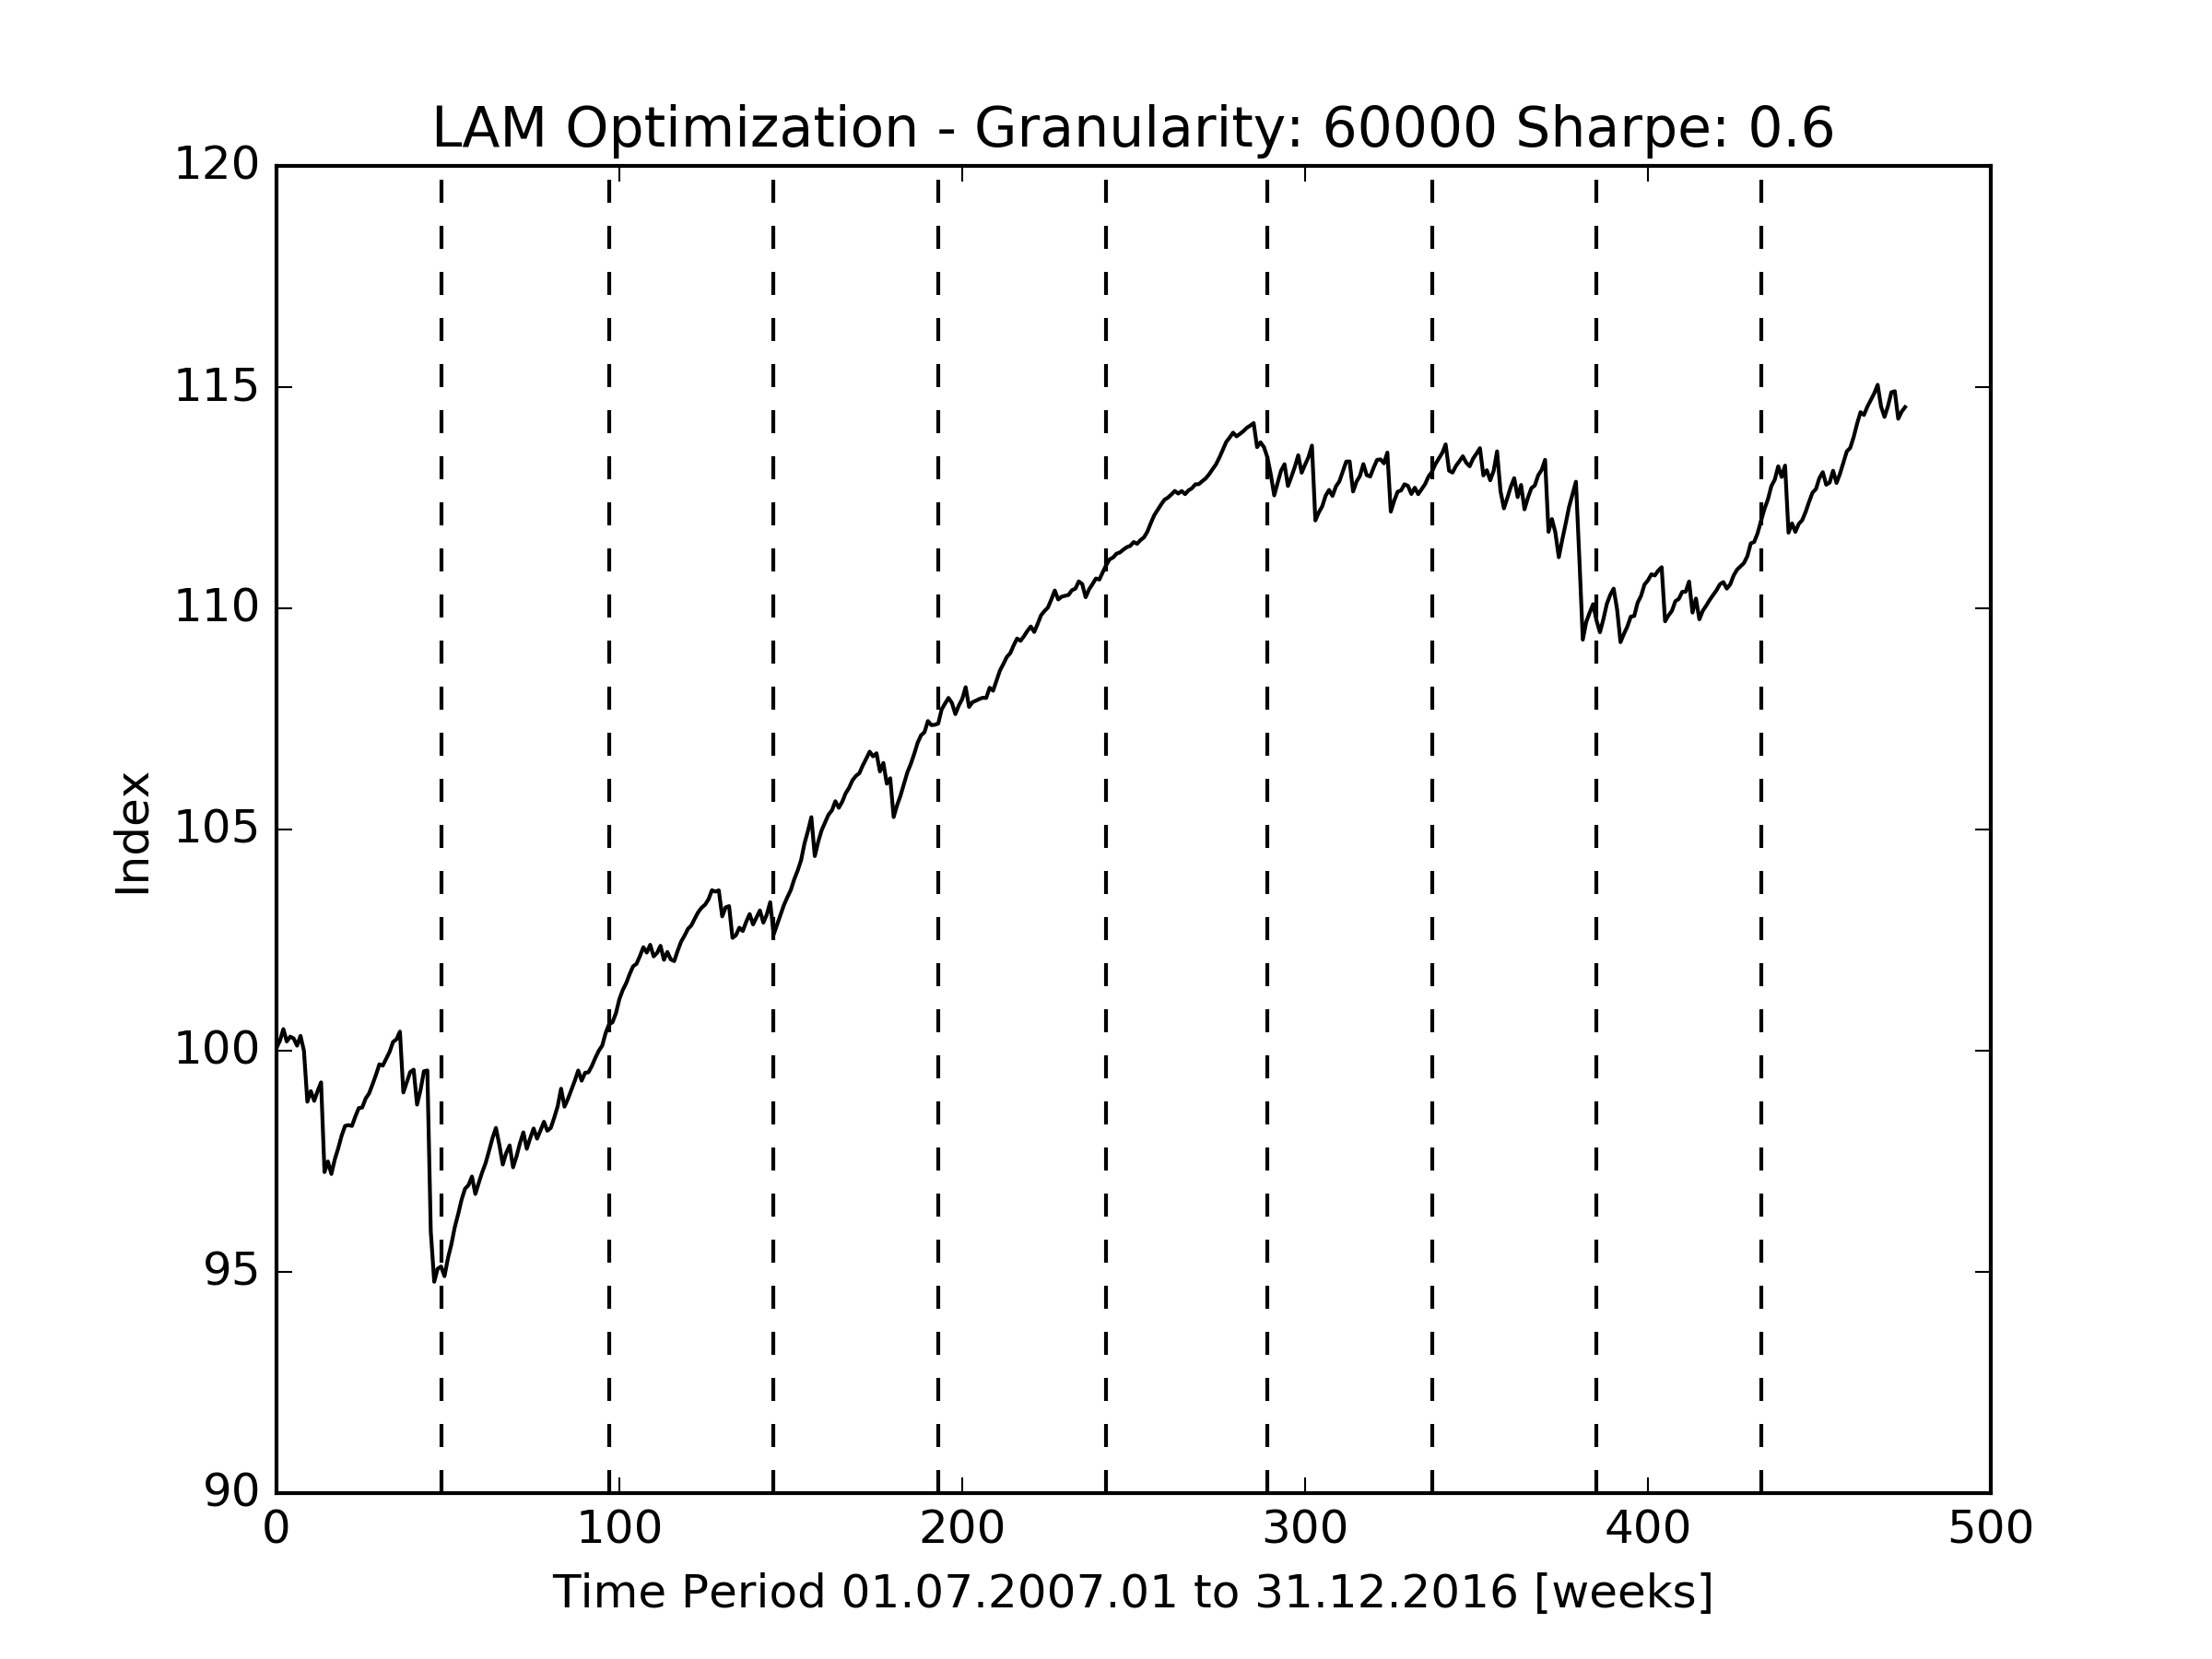 LAM Optimization - Granularity: 60000 Sharpe: 0.6
120
115
110
105
100
95
90
Index
0 100 200 300 400 500
Time Period 01.07.2007.01 to 31.12.2016 [weeks]